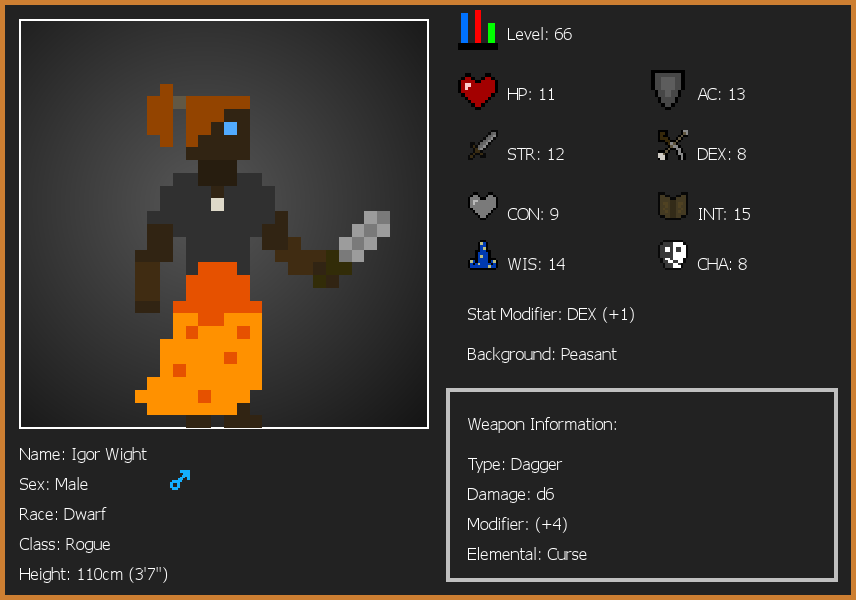 Level: 66
HP: 11
AC: 13
STR: 12
DEX: 8
CON: 9
INT: 15
WIS: 14
CHA: 8
Stat Modifier: DEX (+1)
Background: Peasant
Weapon Information:
Type: Dagger
Damage: d6
Modifier: (+4)
Elemental: Curse
Name: Igor Wight
Sex: Male
Race: Dwarf
Class: Rogue
Height: 110cm (3'7")